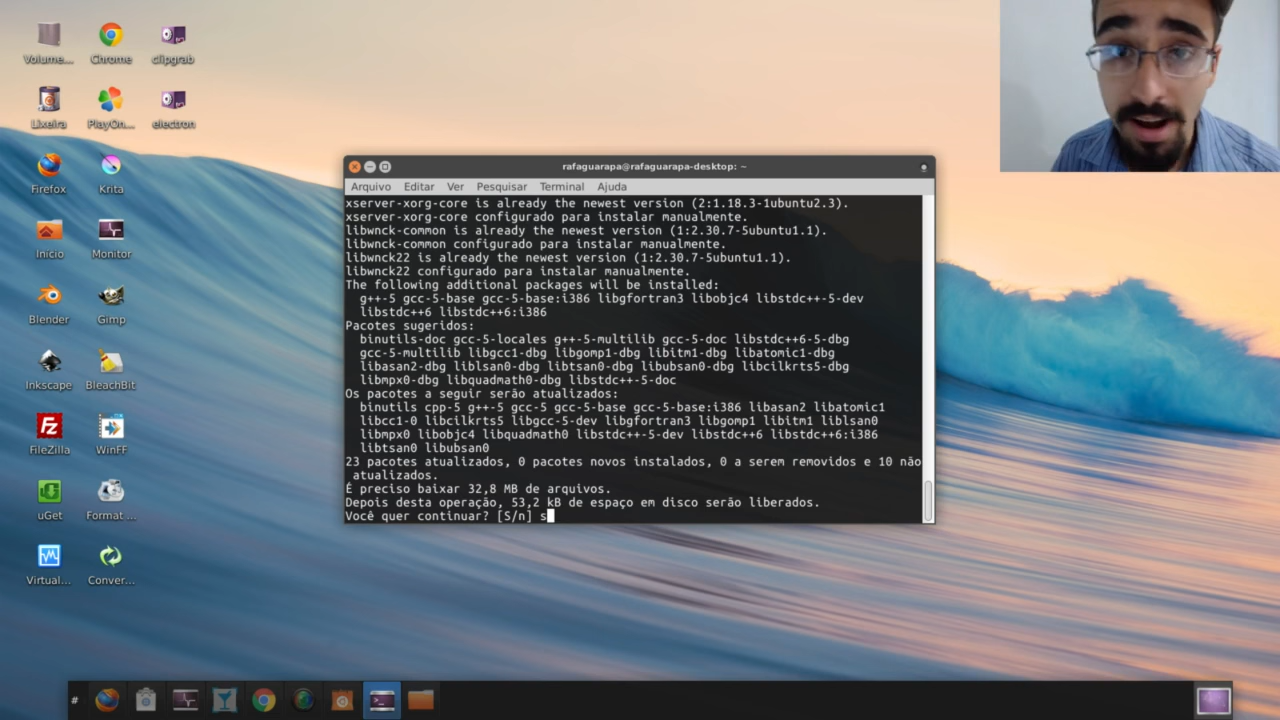 Volume...
Chrome
clipgrab
Lixeira
PlayOn...
electron
Firefox
Krita
Inicio
Monitor
Blender
Gimp
Inkscape
BleachBit
FileZilla
WinFF
uGet
Format ...
Virtual...
Conver...
rafaguarapa@rafaguarapa-desktop: ~
Arquivo Editar Ver Pesquisar Terminal Ajuda
xserver-xorg-core is already the newest version (2:1.18.3-1ubuntu2.3).
xserver-xorg-core configurado para instalar manualmente.
libwnck-common is already the newest version (1:2.30.7-5ubuntu1.1).
libwnck-common configurado para instalar manualmente.
libwnck22 is already the newest version (1:2.30.7-5ubuntu1.1).
libwnck22 configurado para instalar manualmente.
The following additional packages will be installed:
g++-5 gcc-5-base gcc-5-base:i386 libgfortran3 libobjc4 libstdc++-5-dev
libstdc++6 libstdc++6:i386
Pacotes sugeridos:
binutils-doc gcc-5-locales g++-5-multilib gcc-5-doc libstdc++6-5-dbg
gcc-5-multilib libgcc1-dbg libgomp1-dbg libitm1-dbg libatomic1-dbg
libasan2-dbg liblsan0-dbg libtsan0-dbg libubsan0-dbg libcilkrts5-dbg
libmpx0-dbg libquadmath0-dbg libstdc++-5-doc
Os pacotes a seguir serão atualizados:
binutils cpp-5 g++-5 gcc-5 gcc-5-base gcc-5-base:i386 libasan2 libatomic1
libcc1-0 libcilkrts5 libgcc-5-dev libgfortran3 libgomp1 libitm1 liblsan0
libmpx0 libobjc4 libquadmath0 libstdc++-5-dev libstdc++6 libstdc++6:i386
libtsan0 libubsan0
23 pacotes atualizados, 0 pacotes novos instalados, 0 a serem removidos e 10 não
atualizados.
É preciso baixar 32,8 MB de arquivos.
Depois desta operação, 53,2 kB de espaço em disco serão liberados.
Você quer continuar? [S/n] s
#